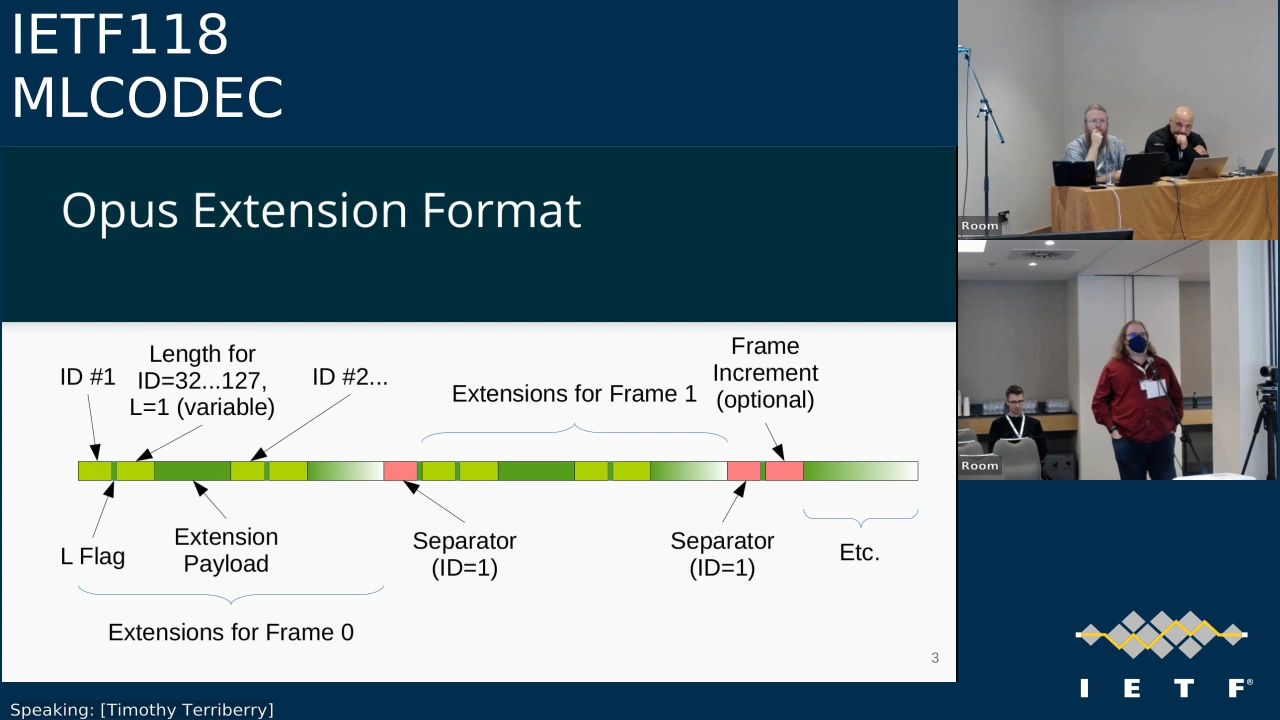 IETF118
MLCODEC
Opus Extension Format
ID #1
Length for
ID=32...127,
L=1 (variable)
ID #2...
Extensions for Frame 1
Frame
Increment
(optional)
L Flag
Extension
Payload
Separator
(ID=1)
Separator
(ID=1)
Etc.
Extensions for Frame 0
3
Room
Room
I E T F®
Speaking: [Timothy Terriberry]